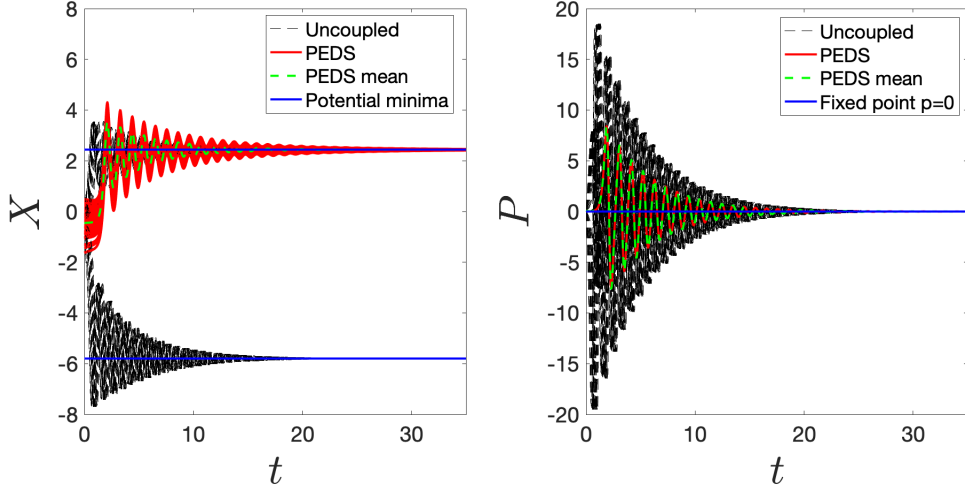 8
6
4
2
0
-2
-4
-6
-8
X
Uncoupled
PEDS
PEDS mean
Potential minima
0
10
20
30
t
20
15
10
5
0
-5
-10
-15
-20
P
Uncoupled
PEDS
PEDS mean
Fixed point p=0
0
10
20
30
t